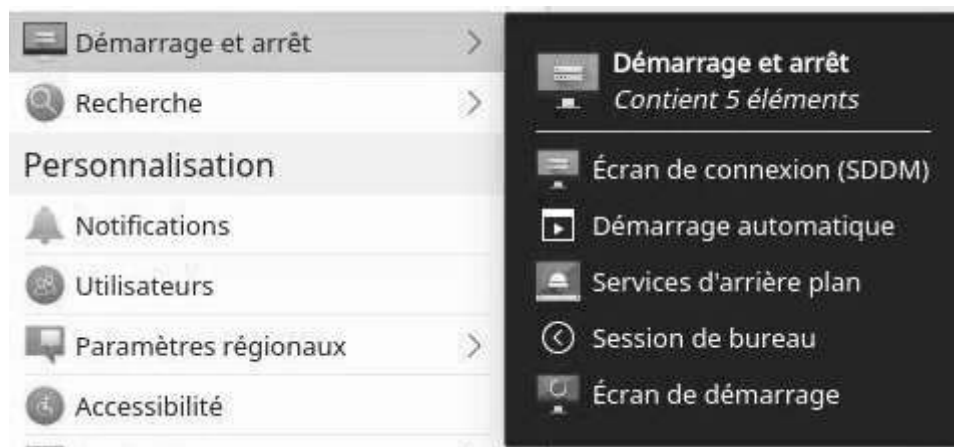 Démarrage et arrêt
Recherche
Personnalisation
Notifications
Utilisateurs
Paramètres régionaux
Accessibilité
Démarrage et arrêt
Contient 5 éléments
Écran de connexion (SDDM)
Démarrage automatique
Services d'arrière plan
Session de bureau
Écran de démarrage